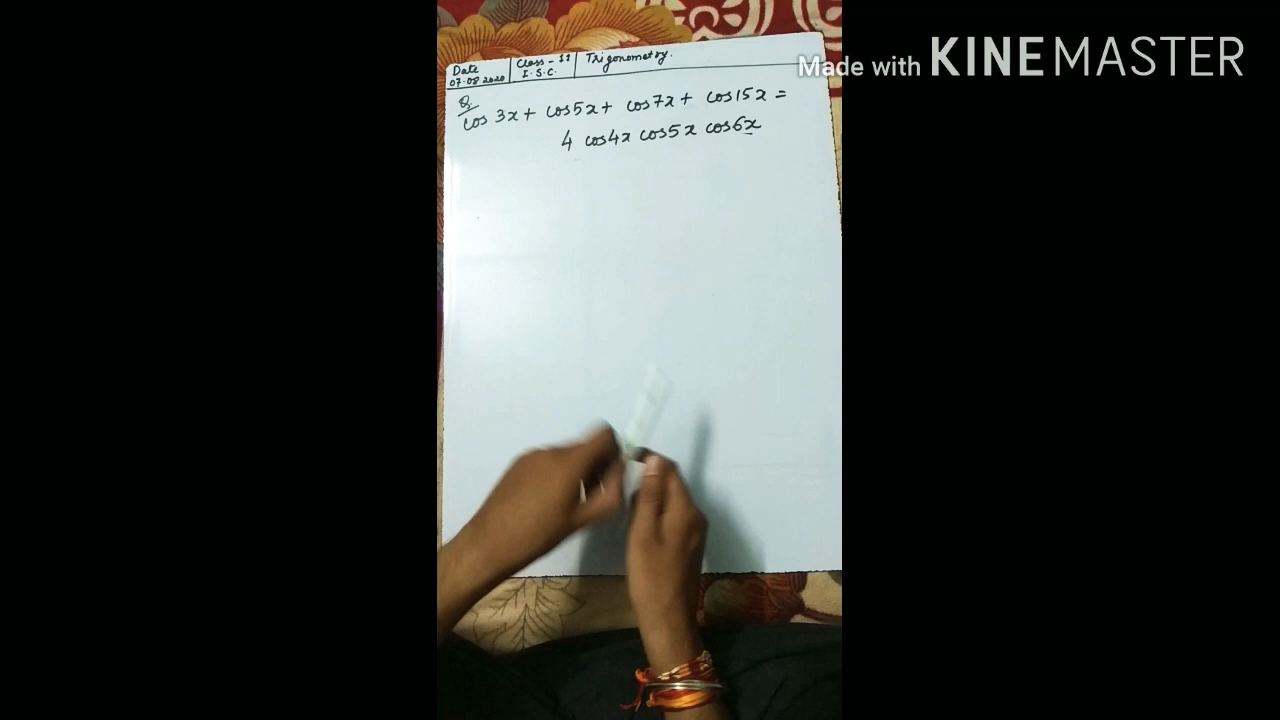 Made with KINEMASTER
Date
07.08 2020
Class - 11
I.S.C.
Trigonometry.
Q.
cos 3x + cos5x + cos7x + cos15x =
4 cos4x cos5x cos6x